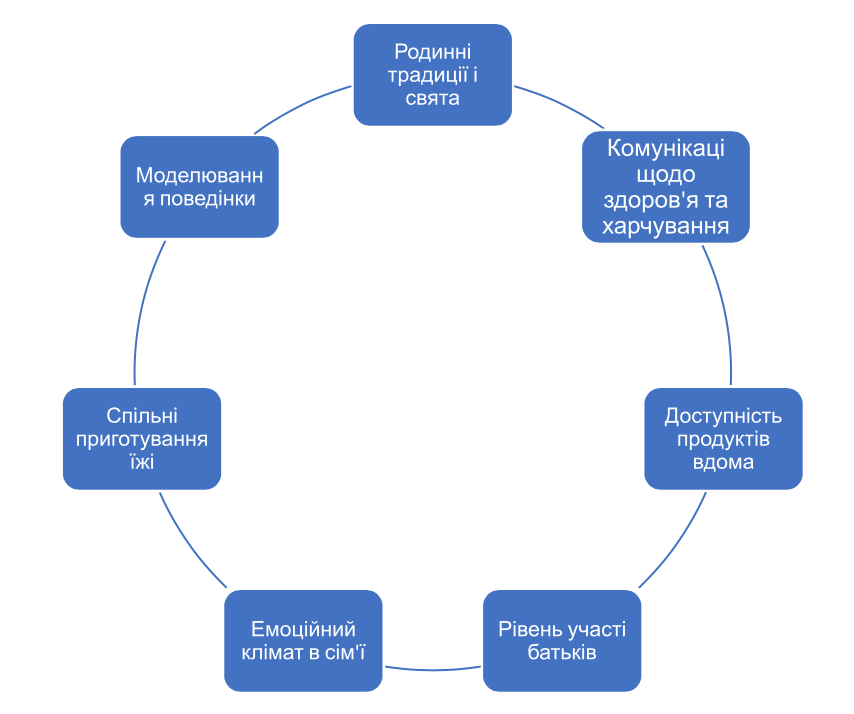 Родинні
традиції і
свята
Комунікаці
щодо
здоров'я та
харчування
Доступність
продуктів
вдома
Рівень участі
батьків
Емоційний
клімат в сім'ї
Спільні
приготування
їжі
Моделюванн
я поведінки